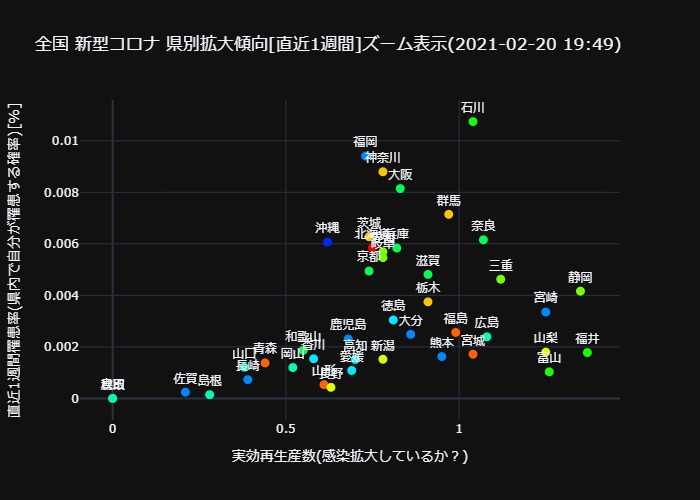 全国 新型コロナ 県別拡大傾向[直近1週間]ズーム表示(2021-02-20 19:49)
直近1週間罹患率(県内で自分が罹患する確率)[%]
石川
0.01
福岡
神奈川
大阪
0.008
群馬
奈良
沖縄
茨城
兵庫
0.006
京都
滋賀
三重
静岡
栃木
0.004
徳島
宮崎
鹿児島
大分
福島
広島
0.002
青森
山口
岡山
高知
新潟
熊本
宮城
山梨
福井
富山
長崎
愛媛
佐賀
島根
0
0
0.5
1
実効再生産数(感染拡大しているか？)